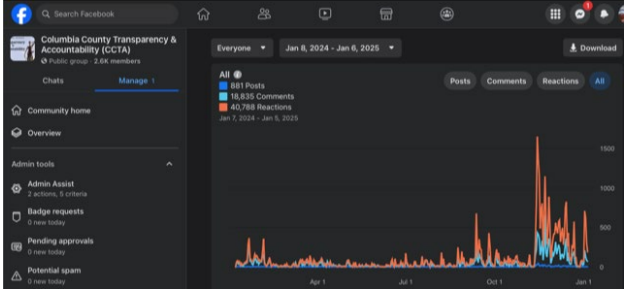 Search Facebook
1
Columbia County Transparency &
Accountability (CCTA)
Public group · 2.6K members
Chats
Manage 1
Community home
Overview
Admin tools
Admin Assist
2 actions, 5 criteria
Badge requests
0 new today
Pending approvals
0 new today
Potential spam
0 new today
Everyone
Jan 8, 2024 - Jan 6, 2025
Download
All
881 Posts
18,835 Comments
40,788 Reactions
Jan 7, 2024 - Jan 5, 2025
Posts
Comments
Reactions
All
1500
1000
500
0
Apr 1
Jul 1
Oct 1
Jan 1